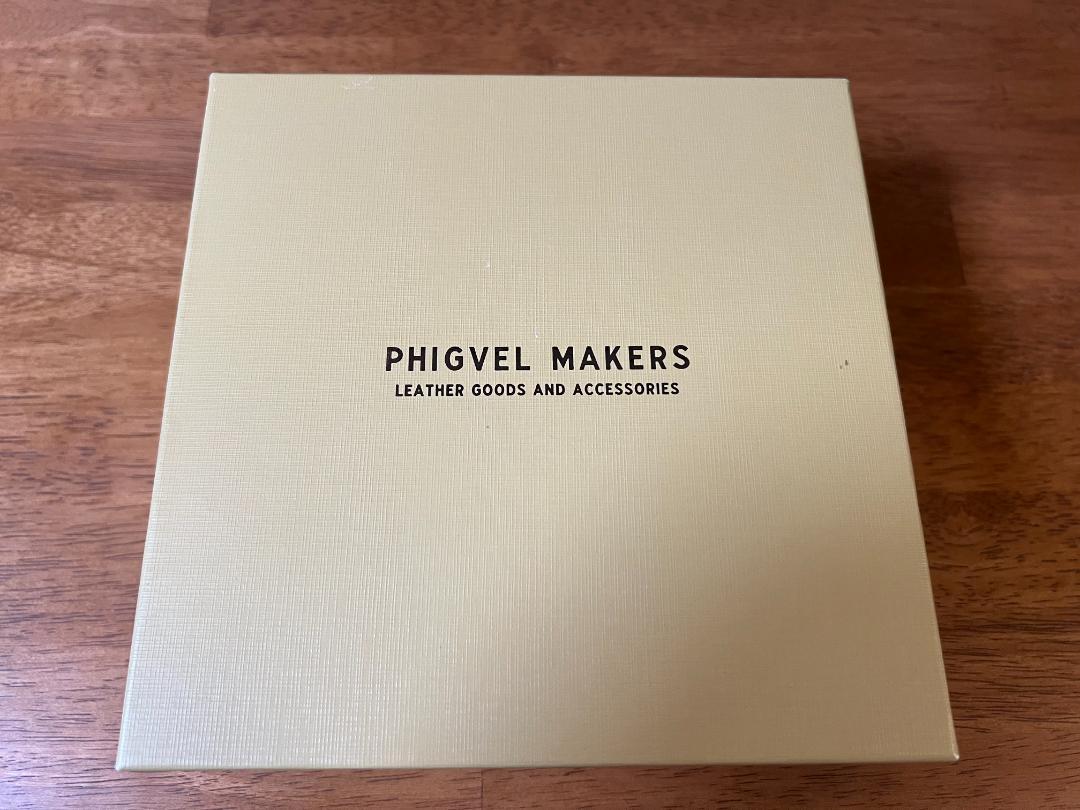 PHIGVEL MAKERS
LEATHER GOODS AND ACCESSORIES